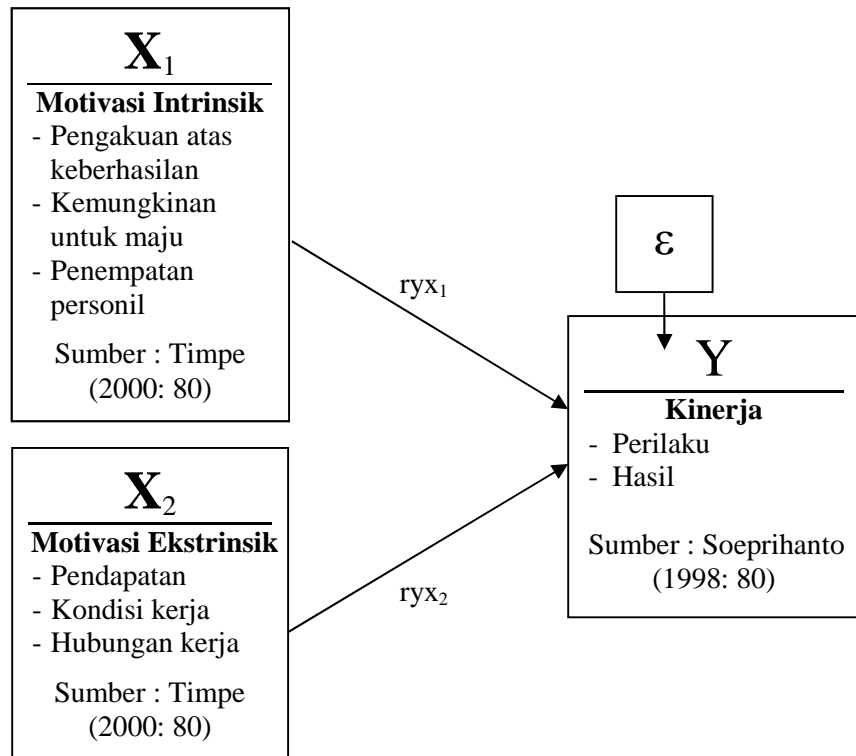 X1
Motivasi Intrinsik
- Pengakuan atas
keberhasilan
- Kemungkinan
untuk maju
- Penempatan
personil
Sumber : Timpe
(2000: 80)
X2
Motivasi Ekstrinsik
- Pendapatan
- Kondisi kerja
- Hubungan kerja
Sumber : Timpe
(2000: 80)
ryx1
ryx2
ε
Y
Kinerja
- Perilaku
- Hasil
Sumber : Soeprihanto
(1998: 80)